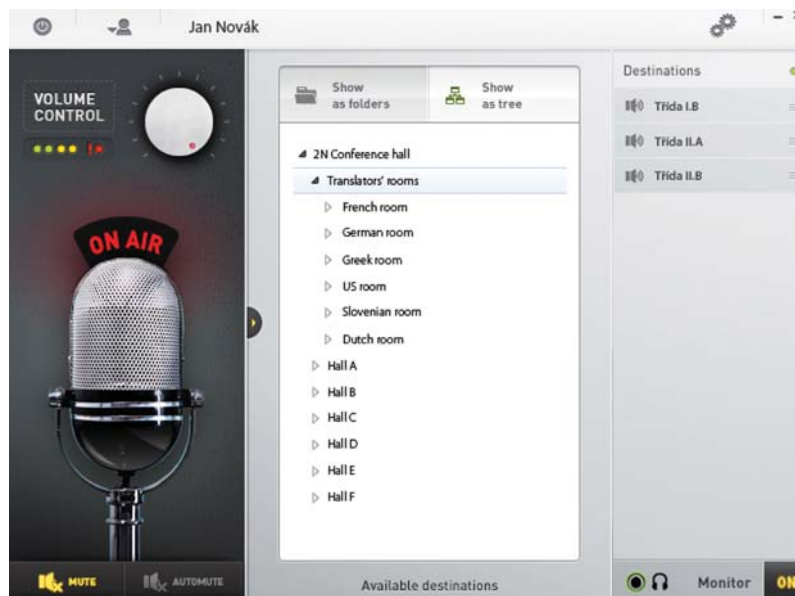 Jan Novák
VOLUME
CONTROL
ON AIR
MUTE
AUTOMUTE
Show
as folders
Show
as tree
2N Conference hall
Translators' rooms
French room
German room
Greek room
US room
Slovenian room
Dutch room
Hall A
Hall B
Hall C
Hall D
Hall E
Hall F
Available destinations
Destinations
Třída I.B
Třída II.A
Třída II.B
Monitor
ON